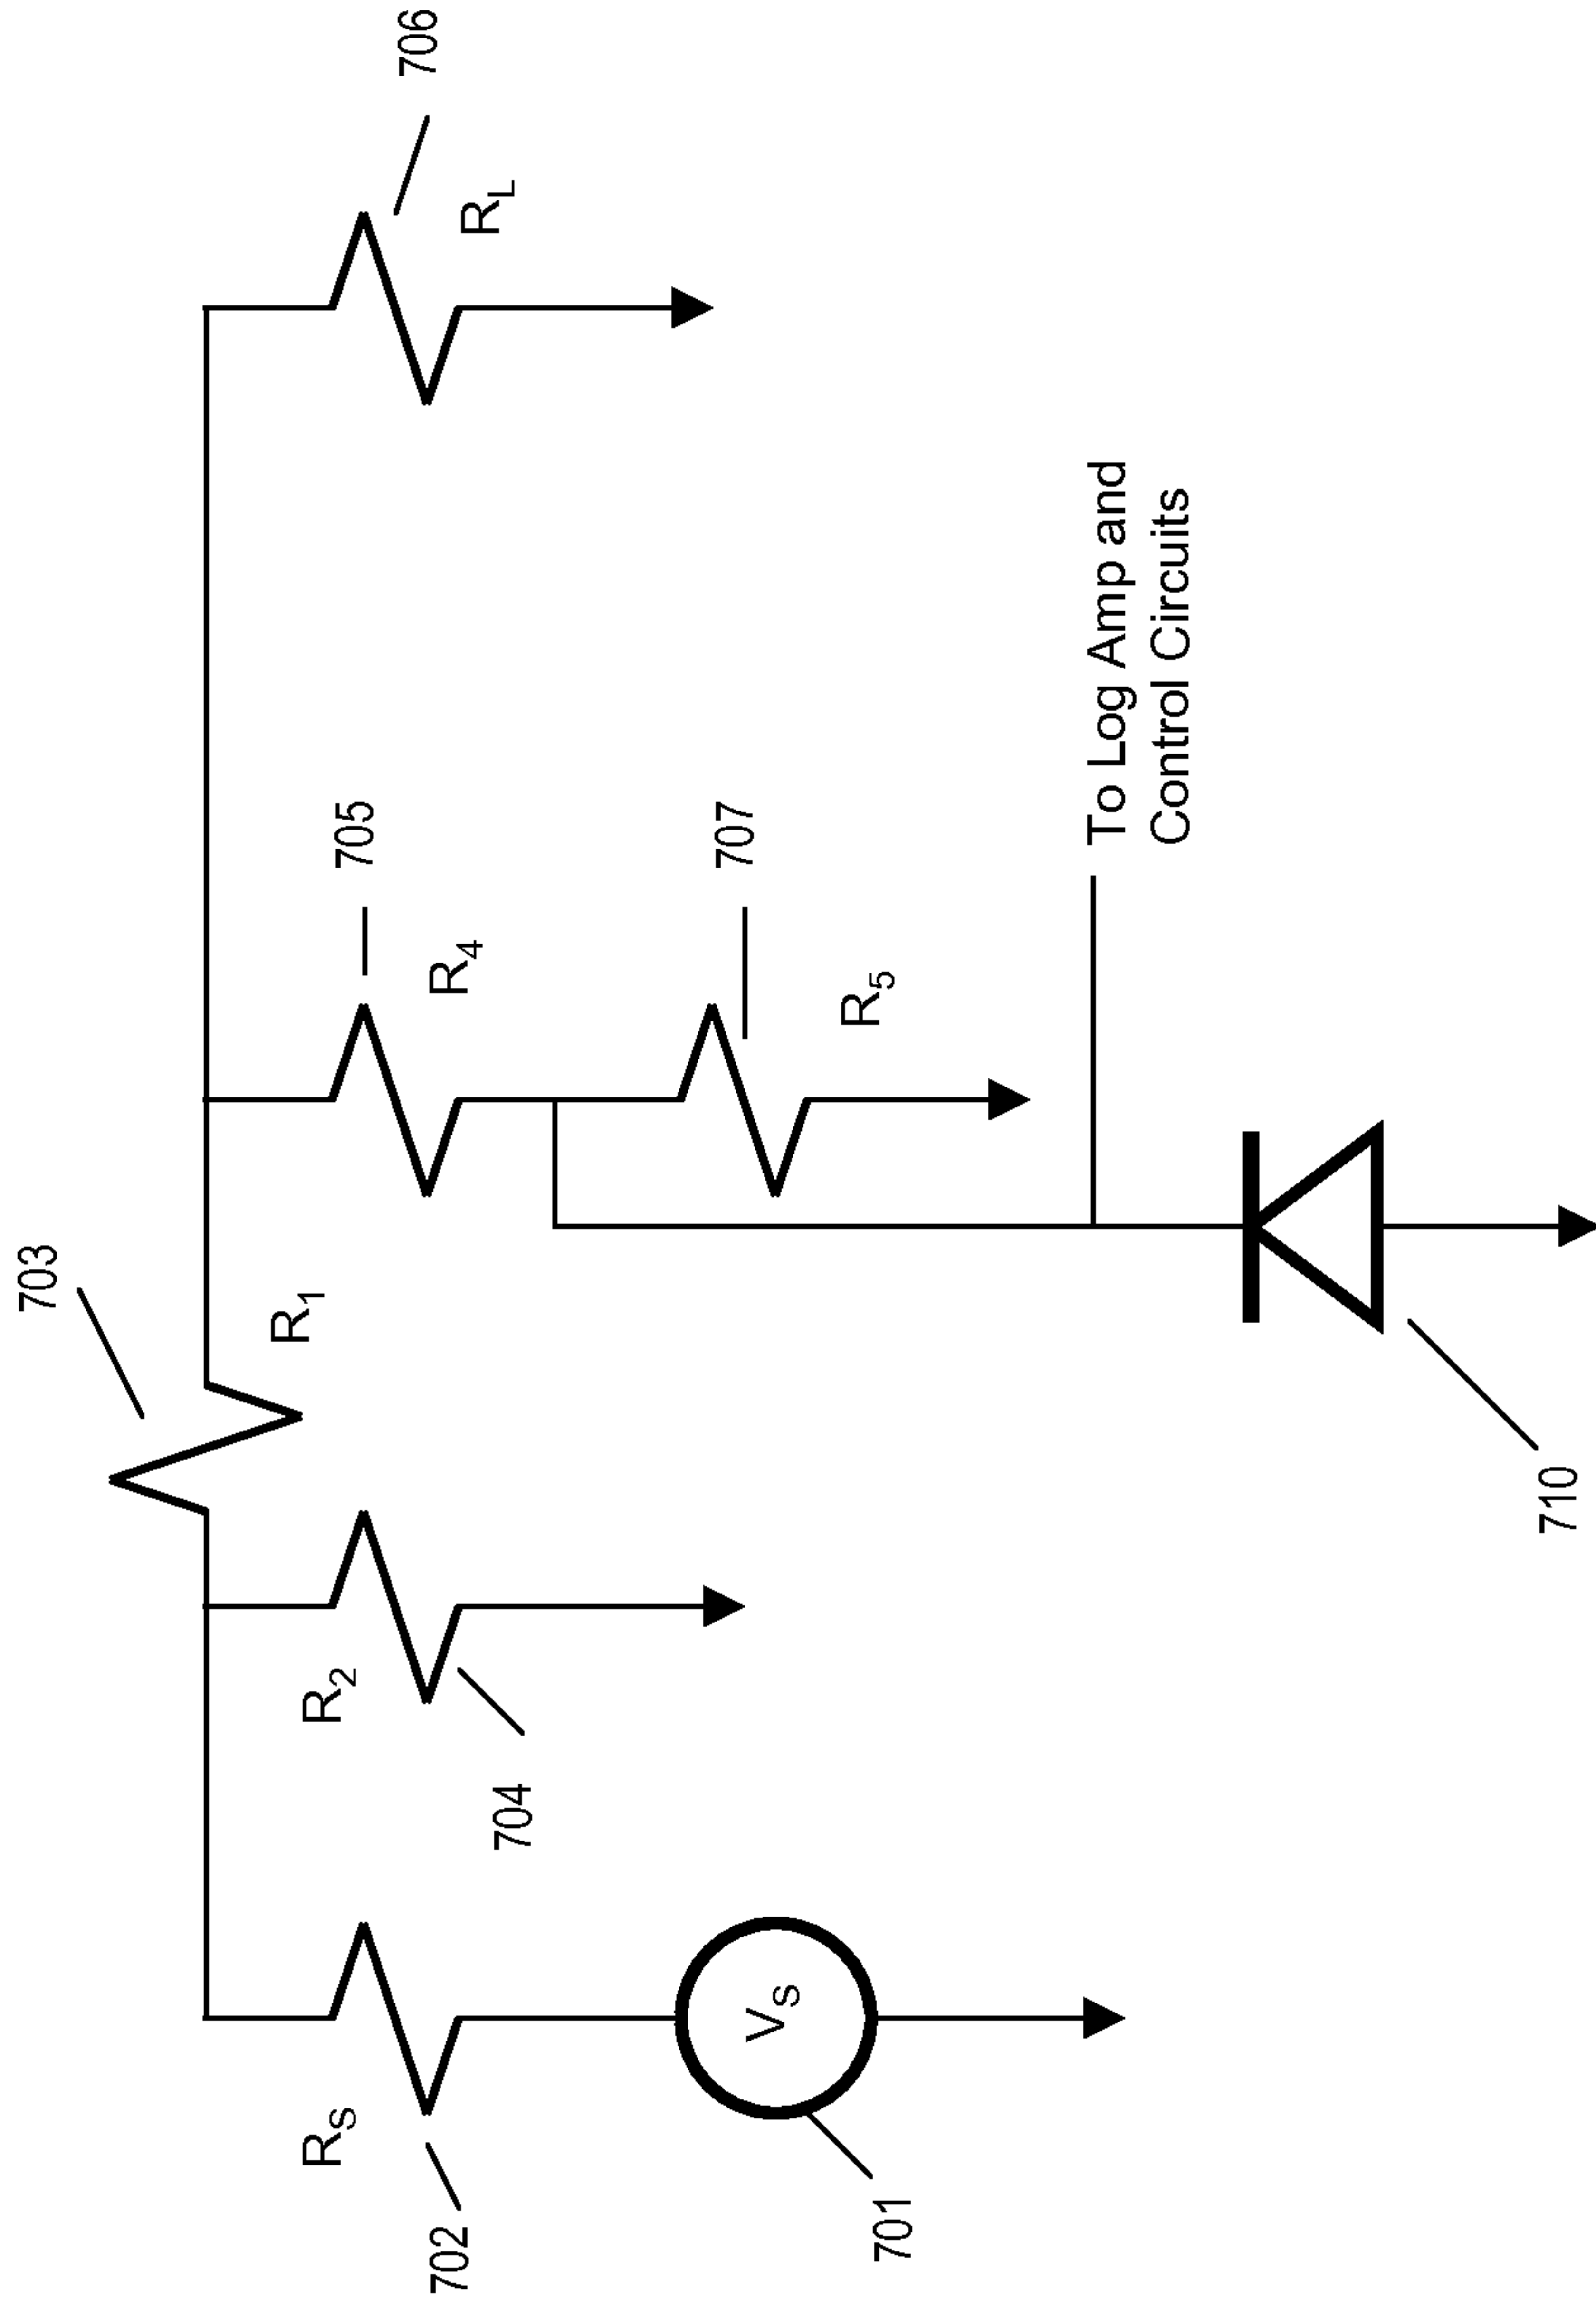 703
R1
706
RL
705
R4
R2
704
RS
702
707
R5
VS
701
To Log Amp and
Control Circuits
710